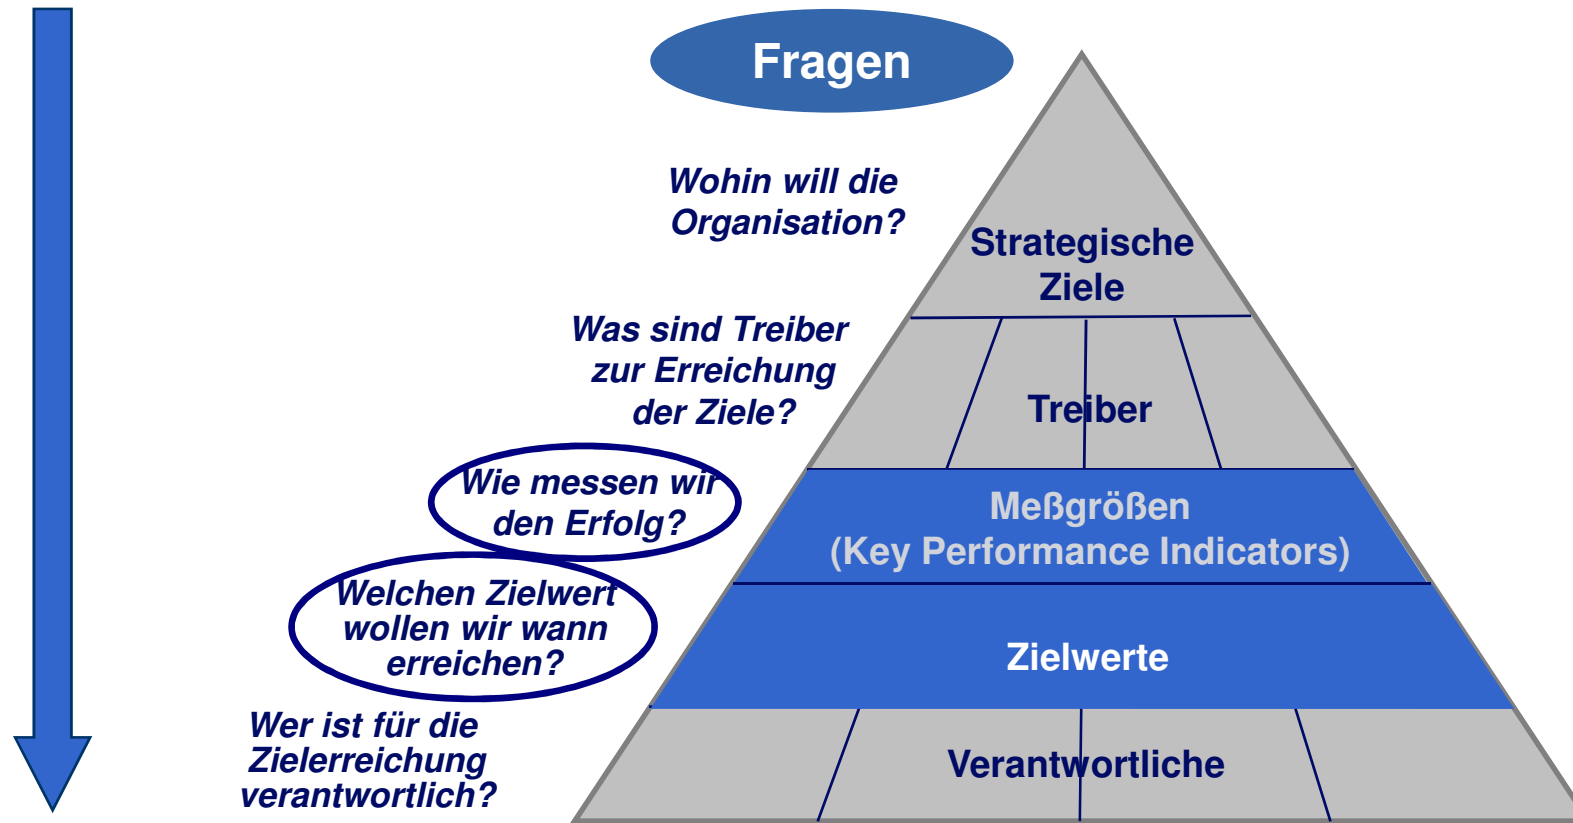 Fragen
Wohin will die
Organisation?
Strategische
Ziele
Was sind Treiber
zur Erreichung
der Ziele?
Treiber
Wie messen wir
den Erfolg?
Meßgrößen
(Key Performance Indicators)
Welchen Zielwert
wollen wir wann
erreichen?
Zielwerte
Wer ist für die
Zielerreichung
verantwortlich?
Verantwortliche